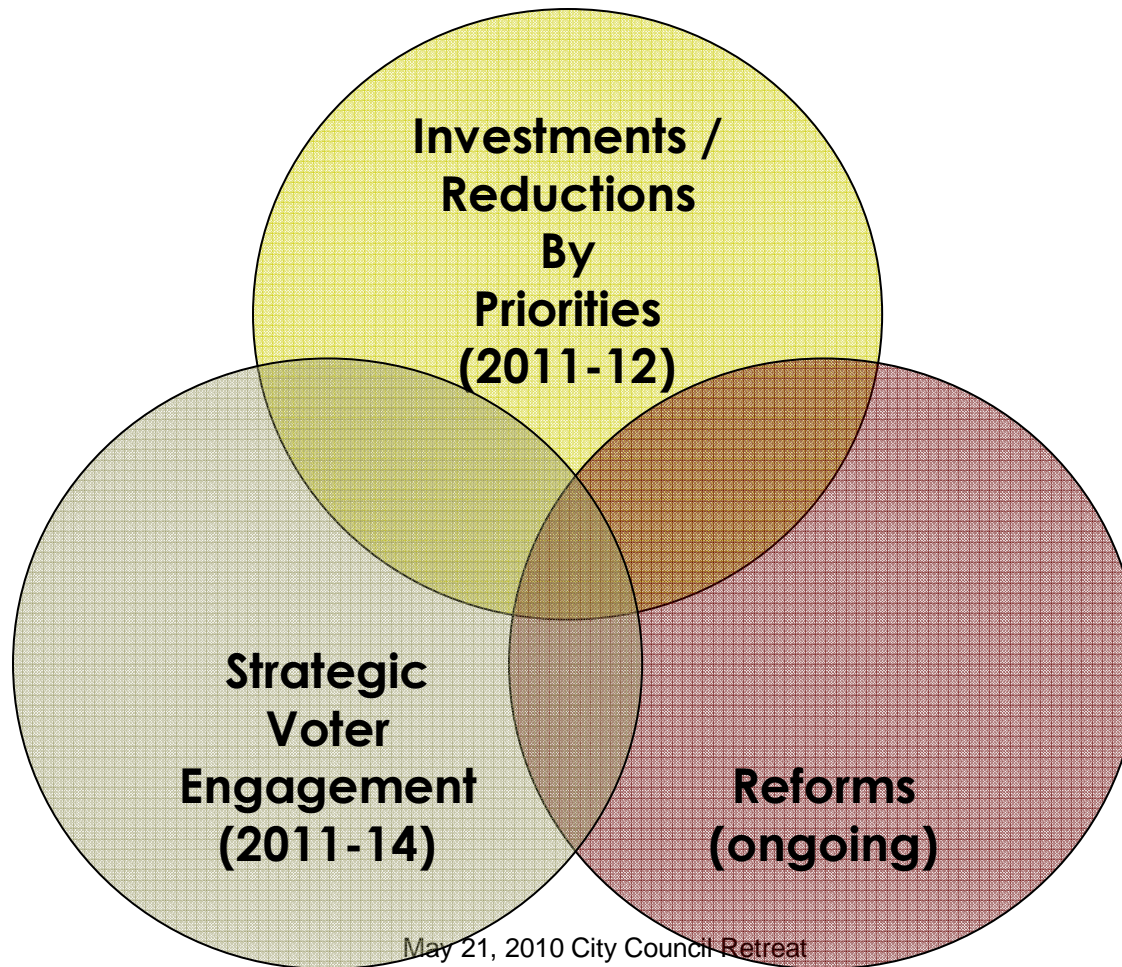 Investments /
Reductions
By
Priorities
(2011-12)
Strategic
Voter
Engagement
(2011-14)
Reforms
(ongoing)
May 21, 2010 City Council Retreat